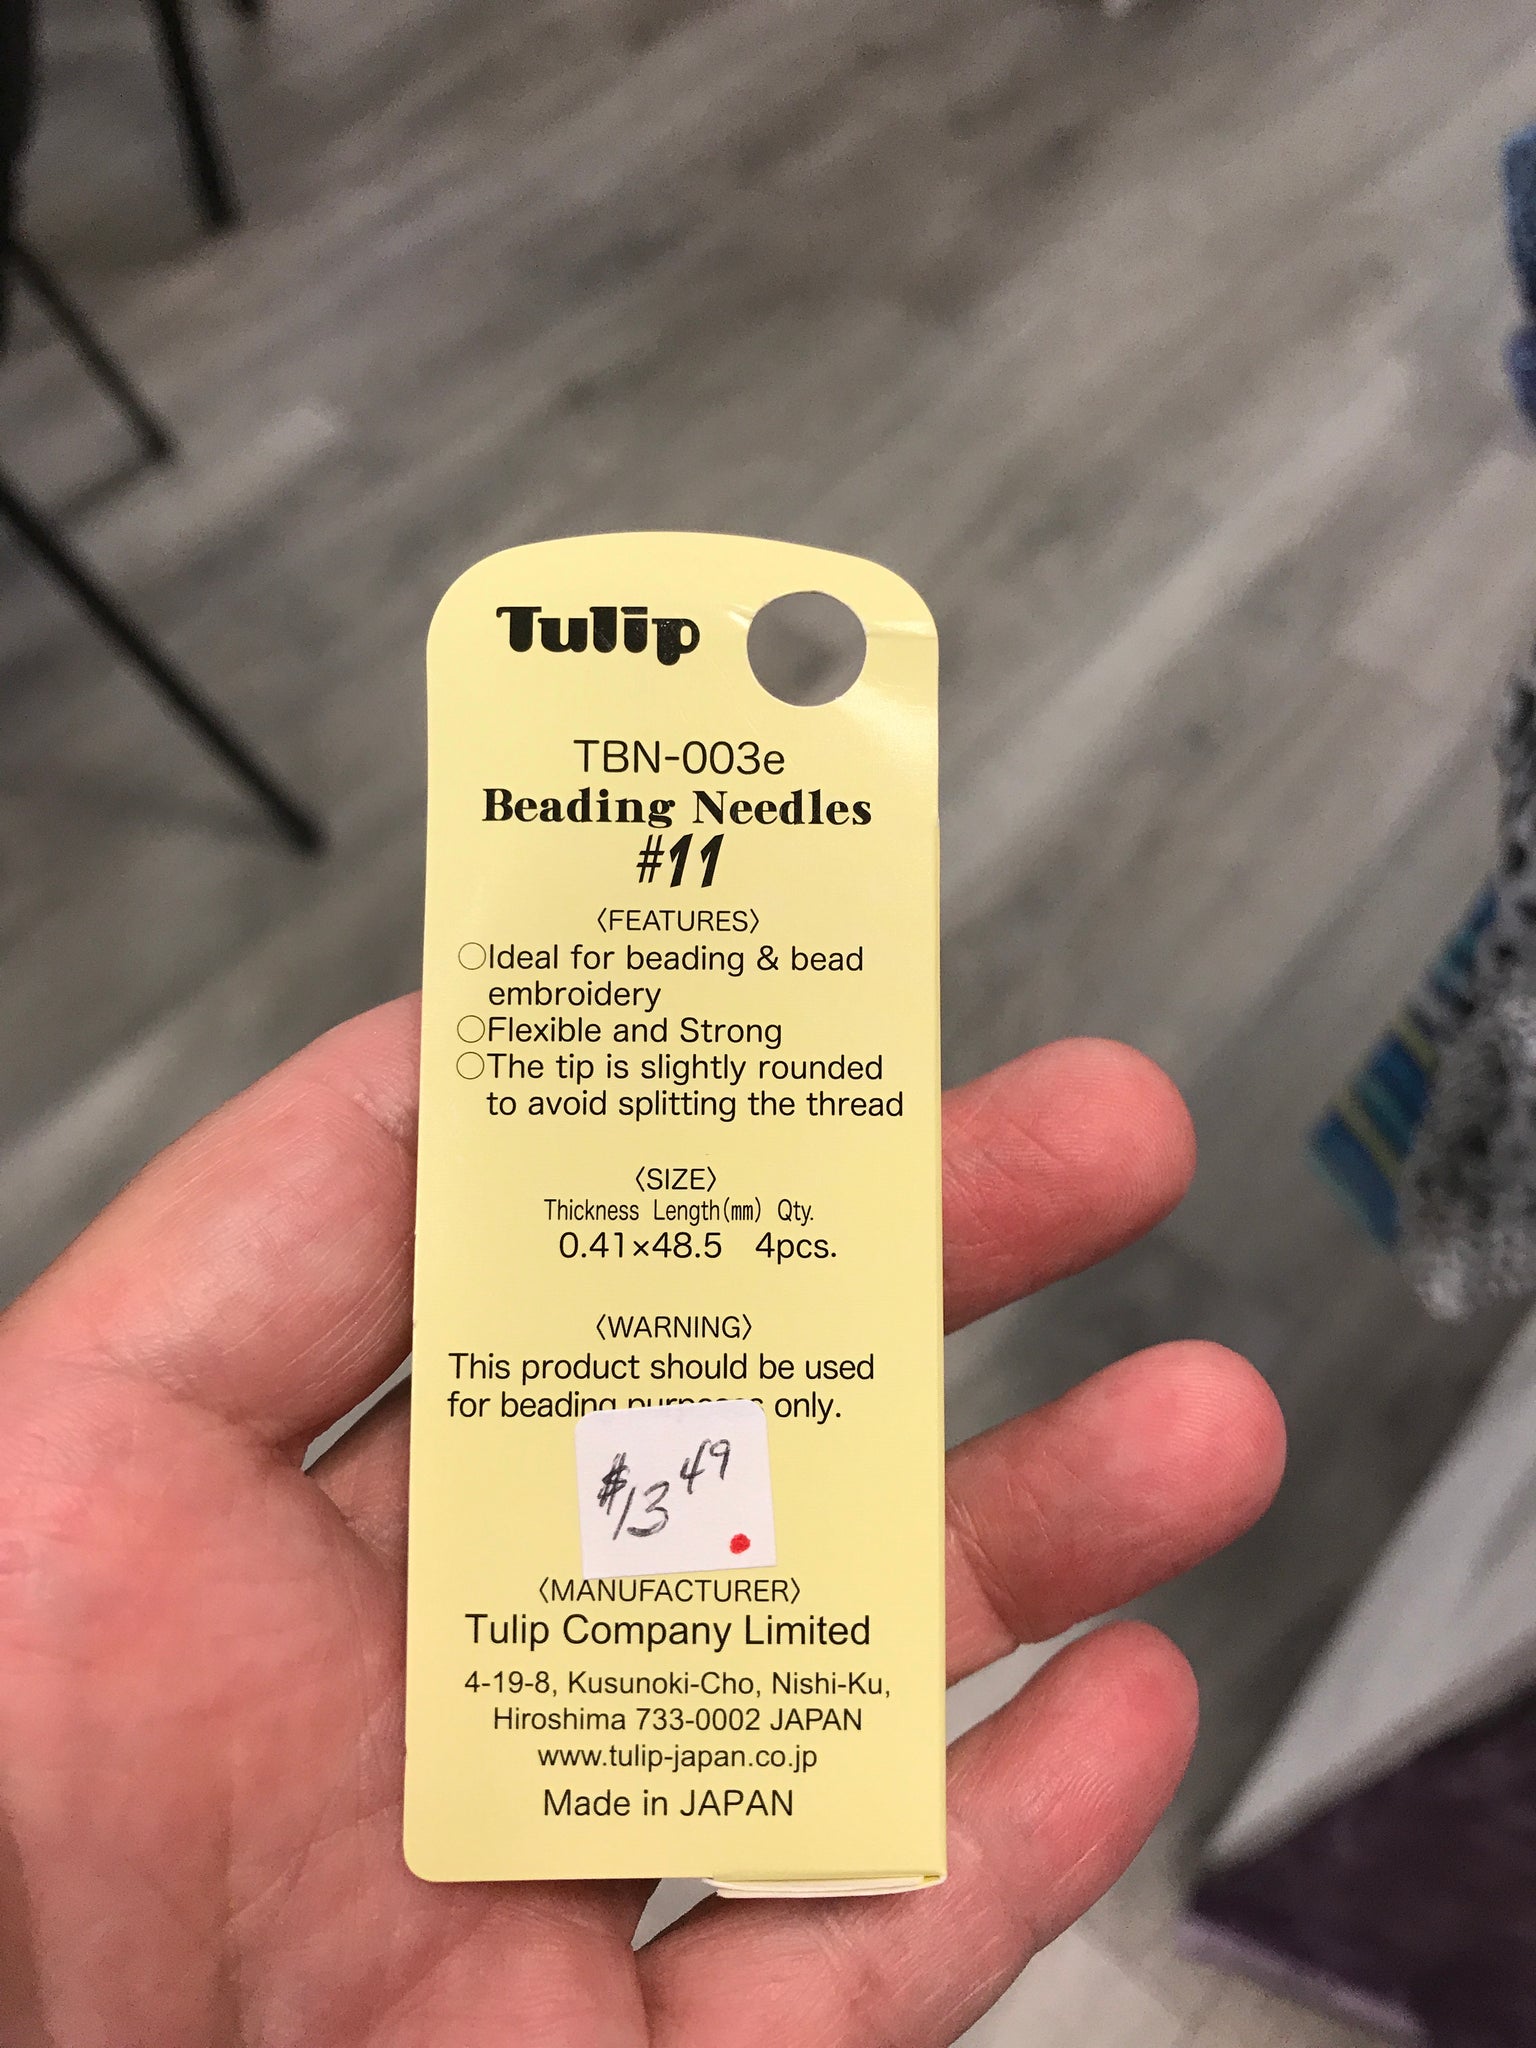 Tulip
TBN-003e
Beading Needles
#11
〈FEATURES〉
○Ideal for beading & bead
embroidery
○Flexible and Strong
○The tip is slightly rounded
to avoid splitting the thread
〈SIZE〉
Thickness Length(mm) Qty.
0.41×48.5 4pcs.
〈WARNING〉
This product should be used
for beading purposes only.
$13 49
〈MANUFACTURER〉
Tulip Company Limited
4-19-8, Kusunoki-Cho, Nishi-Ku,
Hiroshima 733-0002 JAPAN
www.tulip-japan.co.jp
Made in JAPAN